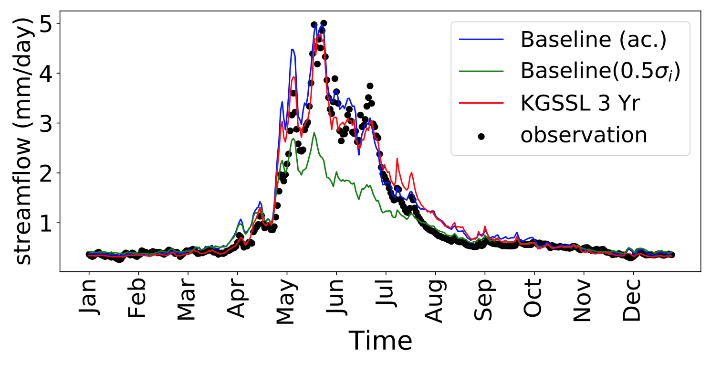 streamflow (mm/day)
5
4
3
2
1
Baseline (ac.)
Baseline(0.5σᵢ)
KGSSL 3 Yr
observation
Jan Feb Mar Apr May Jun Jul Aug Sep Oct Nov Dec
Time